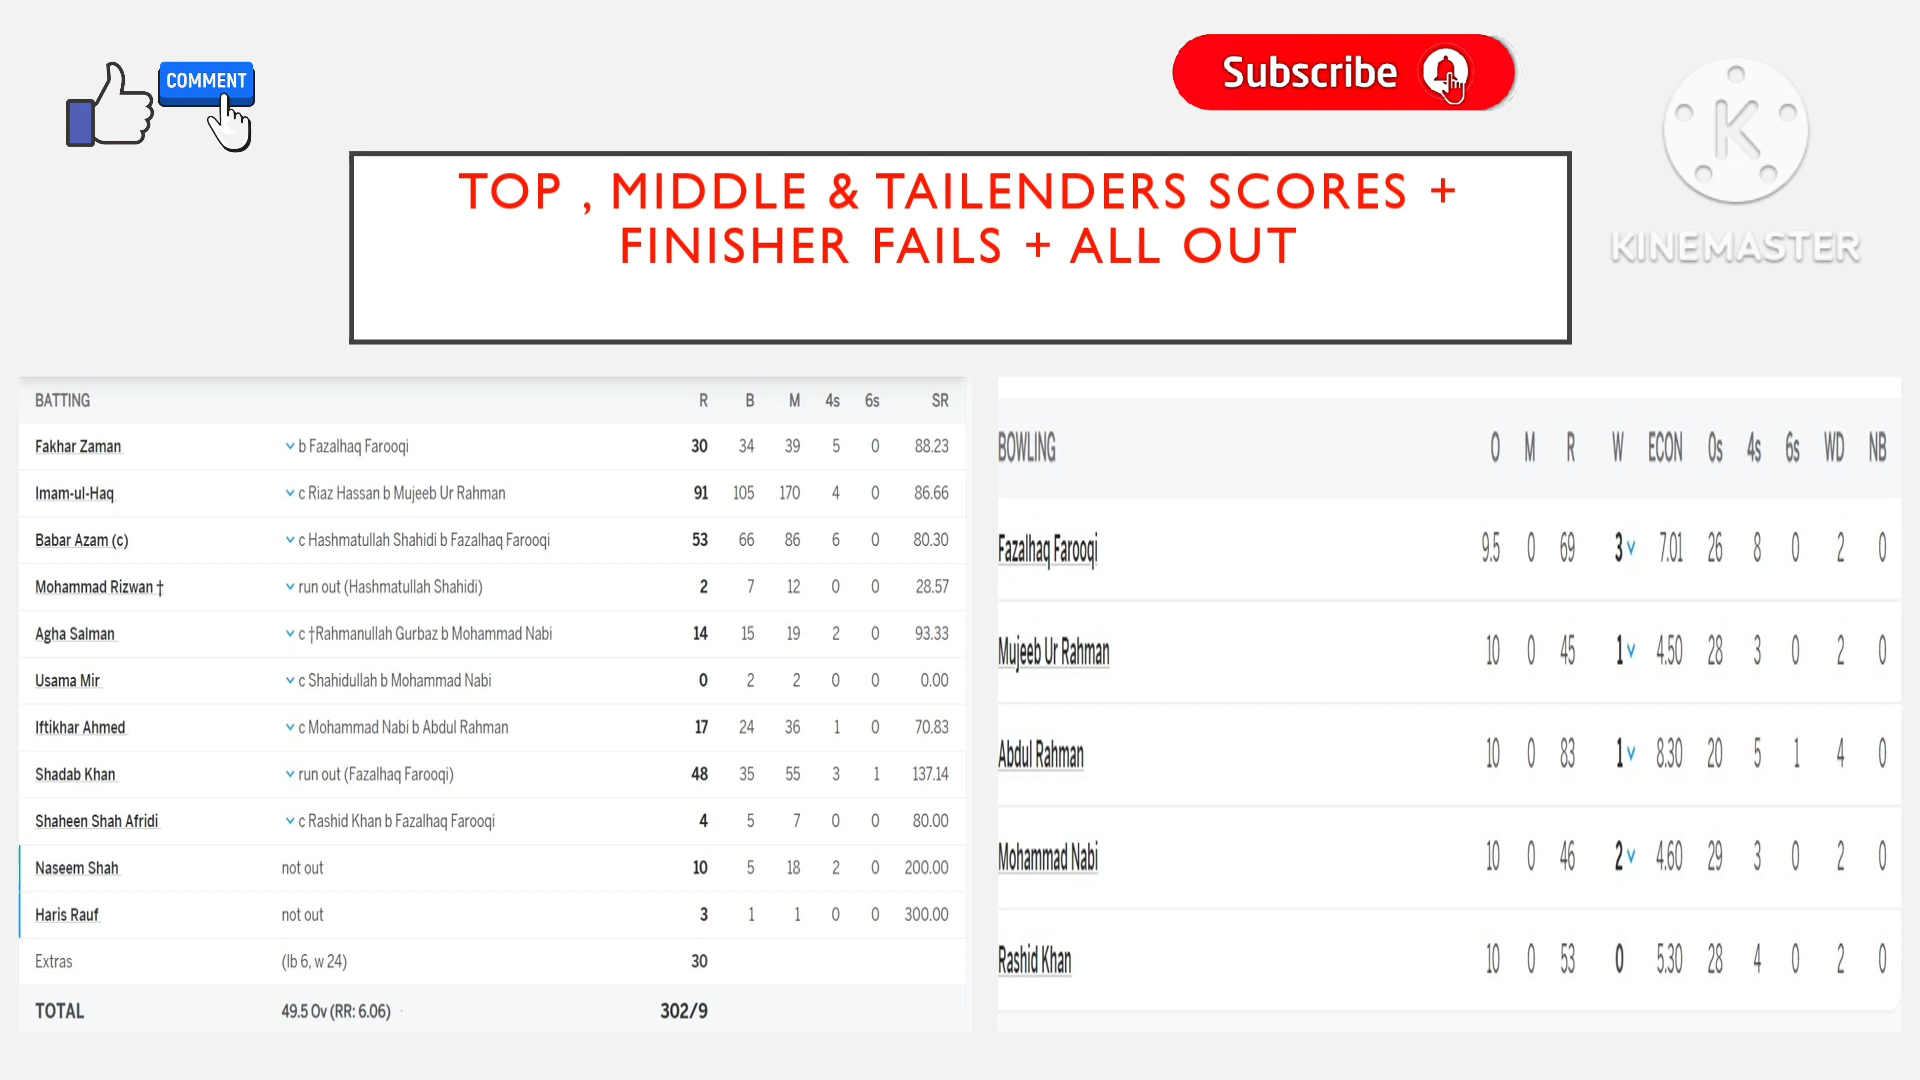 COMMENT
Subscribe
KINEMASTER
TOP , MIDDLE & TAILENDERS SCORES +
FINISHER FAILS + ALL OUT
BATTING R B M 4s 6s SR
Fakhar Zaman b Fazalhaq Farooqi 30 34 39 5 0 88.23
Imam-ul-Haq c Riaz Hassan b Mujeeb Ur Rahman 91 105 170 4 0 86.66
Babar Azam (c) c Hashmatullah Shahidi b Fazalhaq Farooqi 53 66 86 6 0 80.30
Mohammad Rizwan † run out (Hashmatullah Shahidi) 2 7 12 0 0 28.57
Agha Salman c †Rahmanullah Gurbaz b Mohammad Nabi 14 15 19 2 0 93.33
Usama Mir c Shahidullah b Mohammad Nabi 0 2 2 0 0 0.00
Iftikhar Ahmed c Mohammad Nabi b Abdul Rahman 17 24 36 1 0 70.83
Shadab Khan run out (Fazalhaq Farooqi) 48 35 55 3 1 137.14
Shaheen Shah Afridi c Rashid Khan b Fazalhaq Farooqi 4 5 7 0 0 80.00
Naseem Shah not out 10 5 18 2 0 200.00
Haris Rauf not out 3 1 1 0 0 300.00
Extras (lb 6, w 24) 30
TOTAL 49.5 Ov (RR: 6.06) 302/9
BOWLING O M R W ECON 0s 4s 6s WD NB
Fazalhaq Farooqi 9.5 0 69 3 7.01 26 8 0 2 0
Mujeeb Ur Rahman 10 0 45 1 4.50 28 3 0 2 0
Abdul Rahman 10 0 83 1 8.30 20 5 1 4 0
Mohammad Nabi 10 0 46 2 4.60 29 3 0 2 0
Rashid Khan 10 0 53 0 5.30 28 4 0 2 0